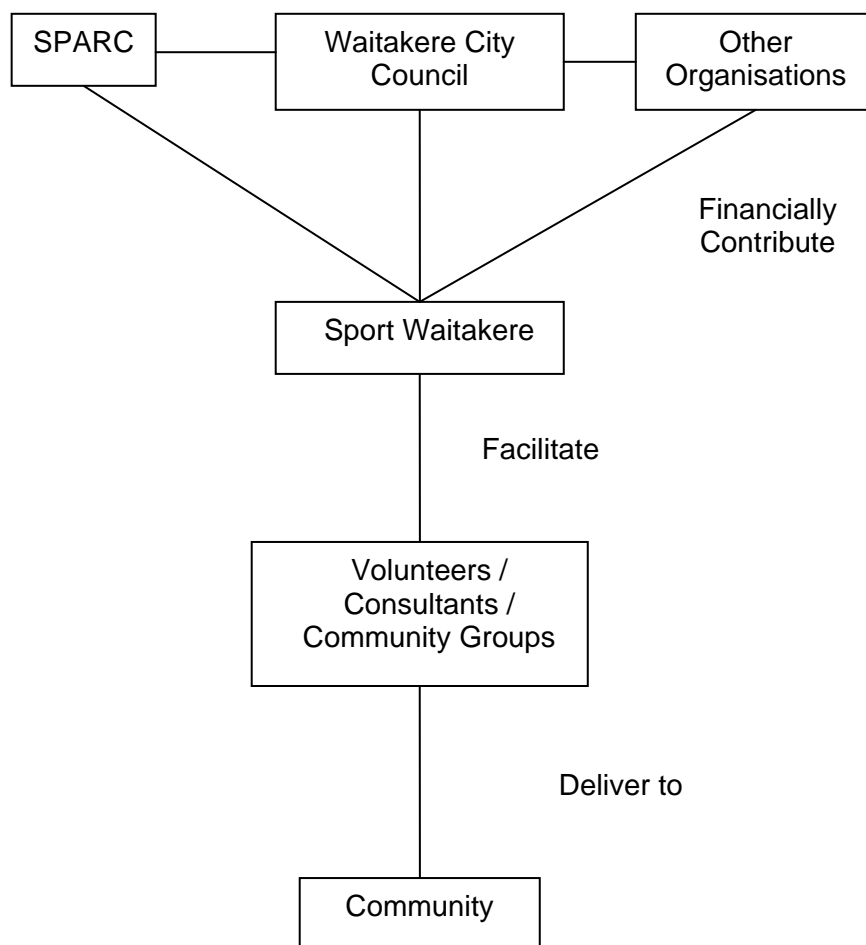 SPARC
Waitakere City
Council
Other
Organisations
Financially
Contribute
Sport Waitakere
Facilitate
Volunteers /
Consultants /
Community Groups
Deliver to
Community